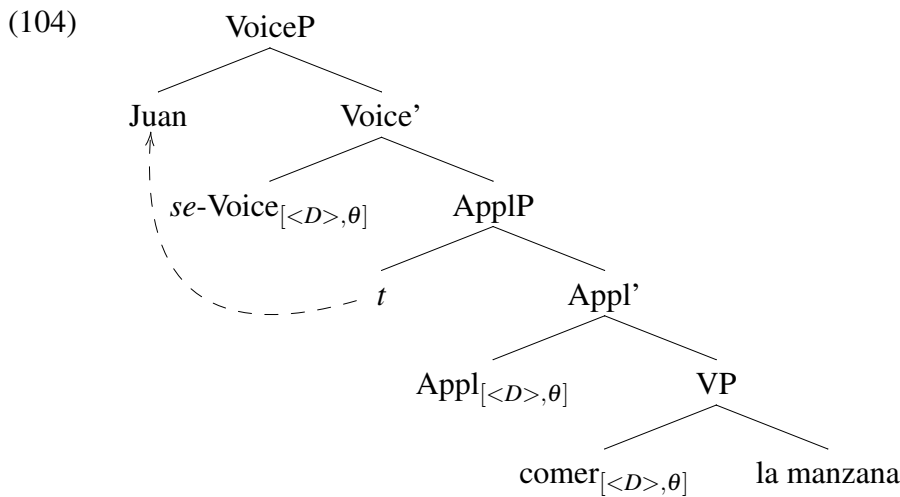 (104) VoiceP
Juan Voice’
se-Voice[<D>,θ] ApplP
t Appl’
Appl[<D>,θ] VP
comer[<D>,θ] la manzana